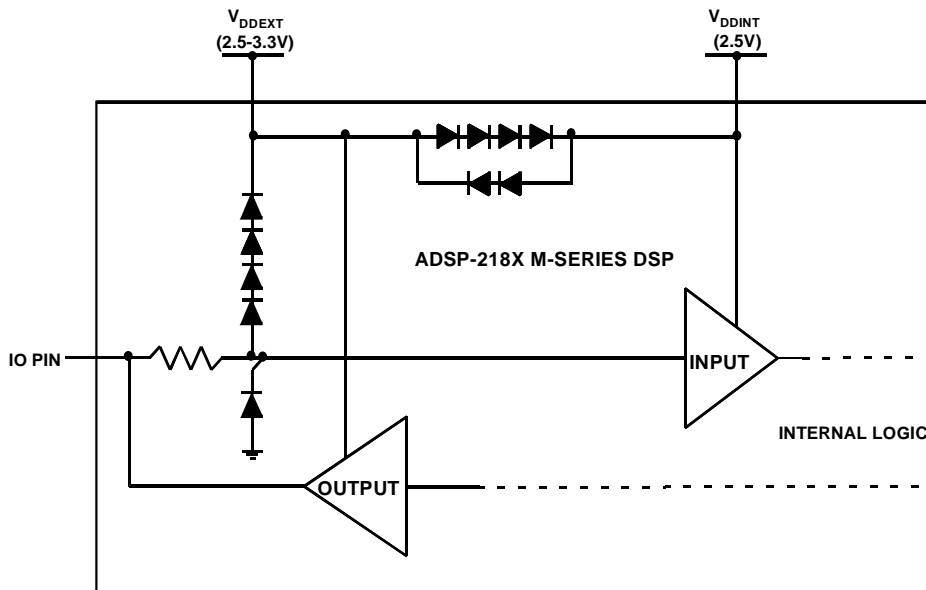 VDDEXT
(2.5-3.3V)
VDDINT
(2.5V)
ADSP-218X M-SERIES DSP
IO PIN
INPUT
INTERNAL LOGIC
OUTPUT